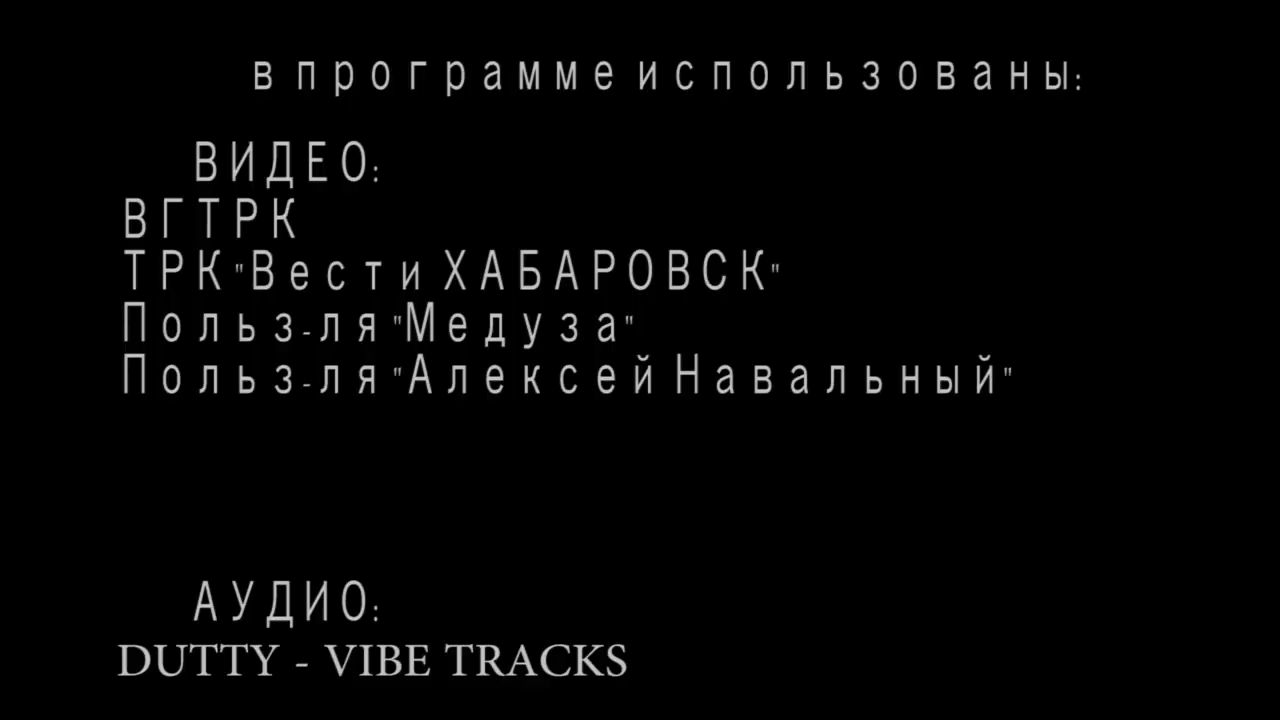 в программе использованы:
ВИДЕО:
ВГТРК
ТРК "Вести ХАБАРОВСК"
Польз-ля "Медуза"
Польз-ля "Алексей Навальный"
АУДИО:
DUTTY - VIBE TRACKS